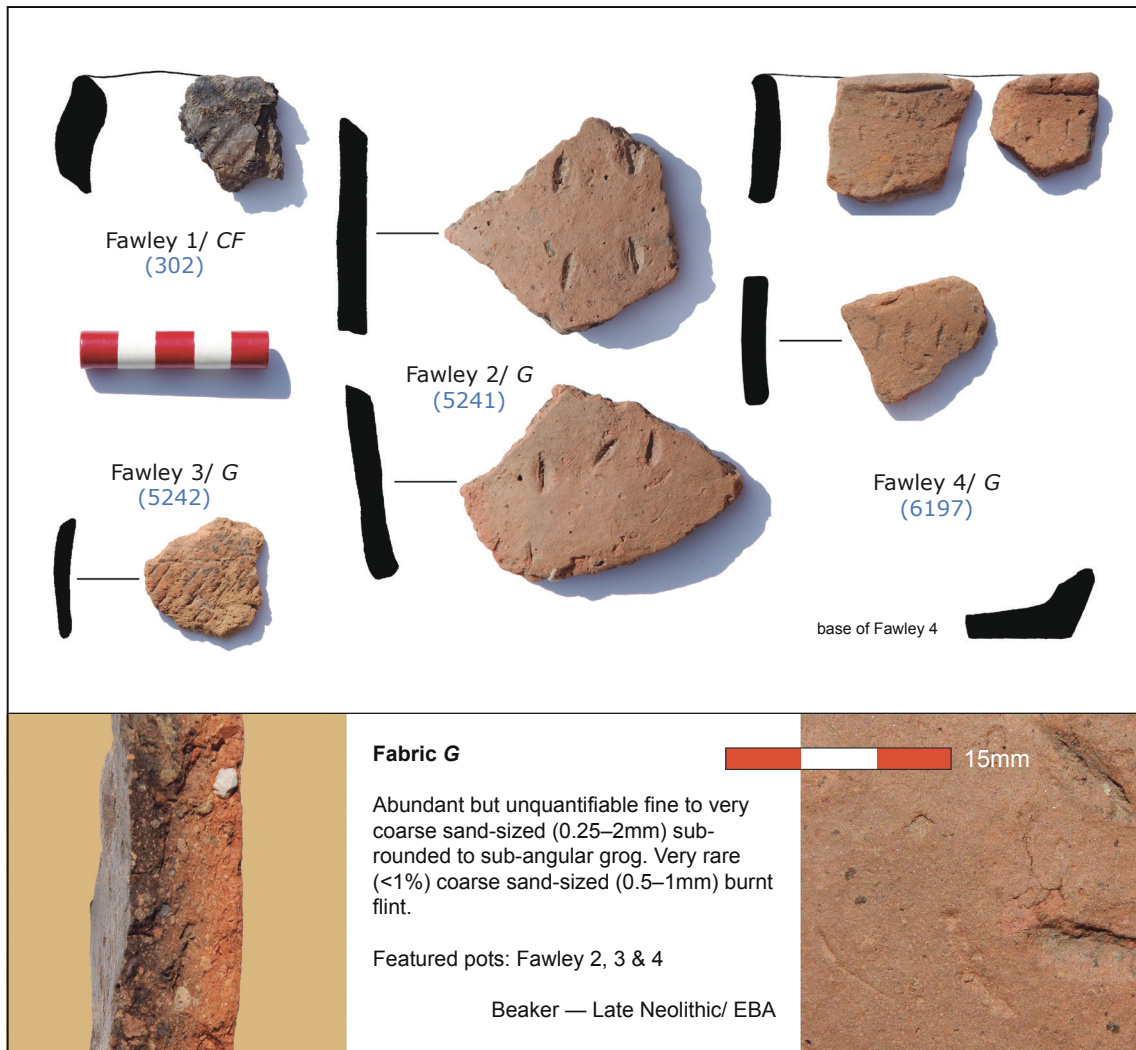 Fawley 1/ CF
(302)
Fawley 2/ G
(5241)
Fawley 3/ G
(5242)
Fawley 4/ G
(6197)
base of Fawley 4
Fabric G
15mm
Abundant but unquantifiable fine to very
coarse sand-sized (0.25–2mm) sub-
rounded to sub-angular grog. Very rare
(<1%) coarse sand-sized (0.5–1mm) burnt
flint.
Featured pots: Fawley 2, 3 & 4
Beaker — Late Neolithic/ EBA